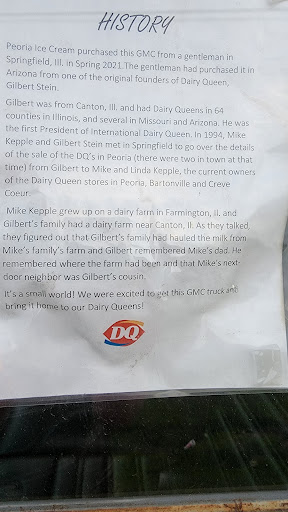 HISTORY
Peoria Ice Cream purchased this GMC from a gentleman in
Springfield, Ill. in Spring 2021.The gentleman had purchased it in
Arizona from one of the original founders of Dairy Queen,
Gilbert Stein.
Gilbert was from Canton, Ill. and had Dairy Queens in 64
counties in Illinois, and several in Missouri and Arizona. He was
the first President of International Dairy Queen. In 1994, Mike
Kepple and Gilbert Stein met in Springfield to go over the details
of the sale of the DQ's in Peoria (there were two in town at that
time) from Gilbert to Mike and Linda Kepple, the current owners
of the Dairy Queen stores in Peoria, Bartonville and Creve
Coeur.
Mike Kepple grew up on a dairy farm in Farmington, Il. and
Gilbert's family had a dairy farm near Canton, Il. As they talked,
they figured out that Gilbert's family had hauled the milk from
Mike's family's farm and Gilbert remembered Mike's dad. He
remembered where the farm had been and that Mike's next-
door neighbor was Gilbert's cousin.
It's a small world! We were excited to get this GMC truck and
bring it home to our Dairy Queens!
DQ